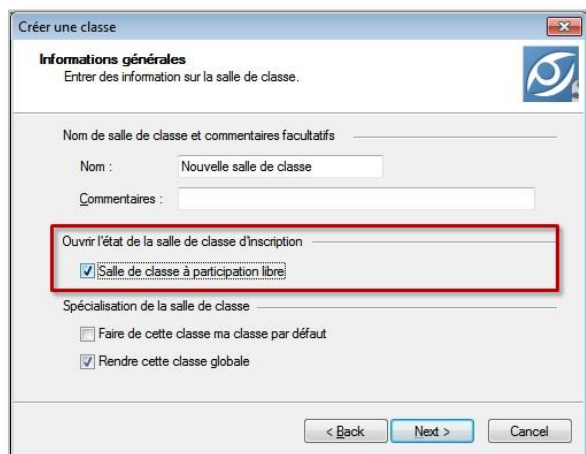 Créer une classe
Informations générales
Entrer des information sur la salle de classe.
Nom de salle de classe et commentaires facultatifs
Nom : Nouvelle salle de classe
Commentaires :
Ouvrir l'état de la salle de classe d'inscription
Salle de classe à participation libre
Spécialisation de la salle de classe
Faire de cette classe ma classe par défaut
Rendre cette classe globale
< Back Next > Cancel